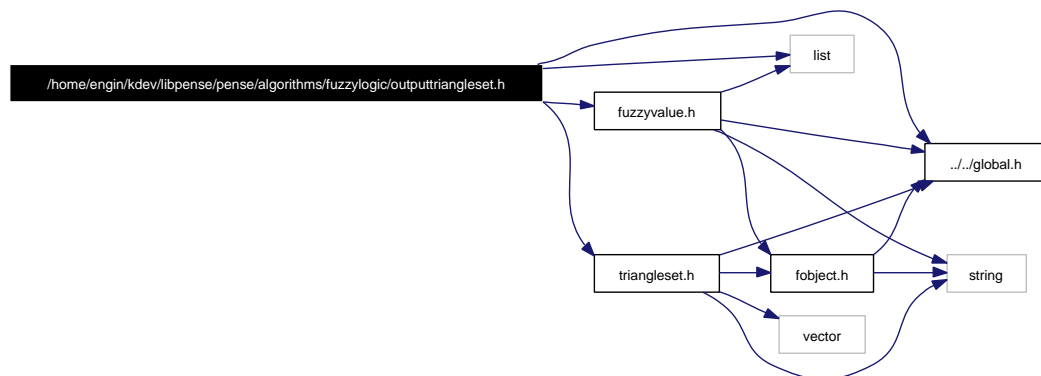 /home/engin/kdev/libpense/pense/algorithms/fuzzylogic/outputtriangleset.h
list
fuzzyvalue.h
../../global.h
triangleset.h
fobject.h
string
vector